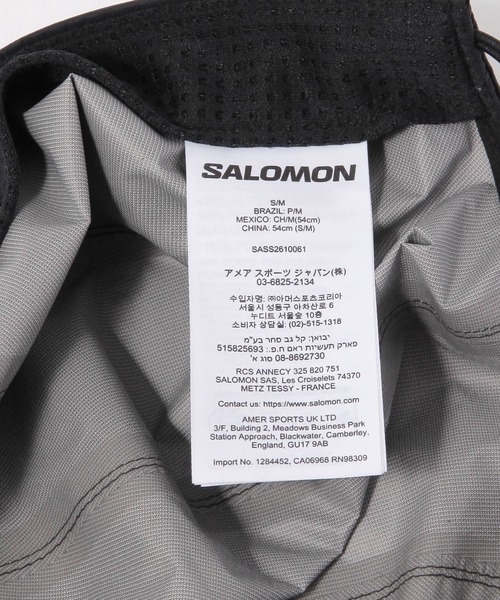 SALOMON
S/M
BRAZIL: P/M
MEXICO: CH/M(54cm)
CHINA: 54cm (S/M)
SASS2610061
アメア スポーツ ジャパン(株)
03-6825-2134
수입자명: ㈜아머스포츠코리아
서울시 성동구 아차산로 6
누디트 서울숲 10층
소비자 상담실: (02)-515-1318
יבואן: קל גב סחר בע"מ
פארק תעשיות ראם ח.פ.: 515825693
08-8692730 סוג א'
RCS ANNECY 325 820 751
SALOMON SAS, Les Croiselets 74370
METZ TESSY - FRANCE
Contact us: https://www.salomon.com
AMER SPORTS UK LTD
3/F, Building 2, Meadows Business Park
Station Approach, Blackwater, Camberley.
England, GU17 9AB
Import No. 1284452, CA06968 RN98309